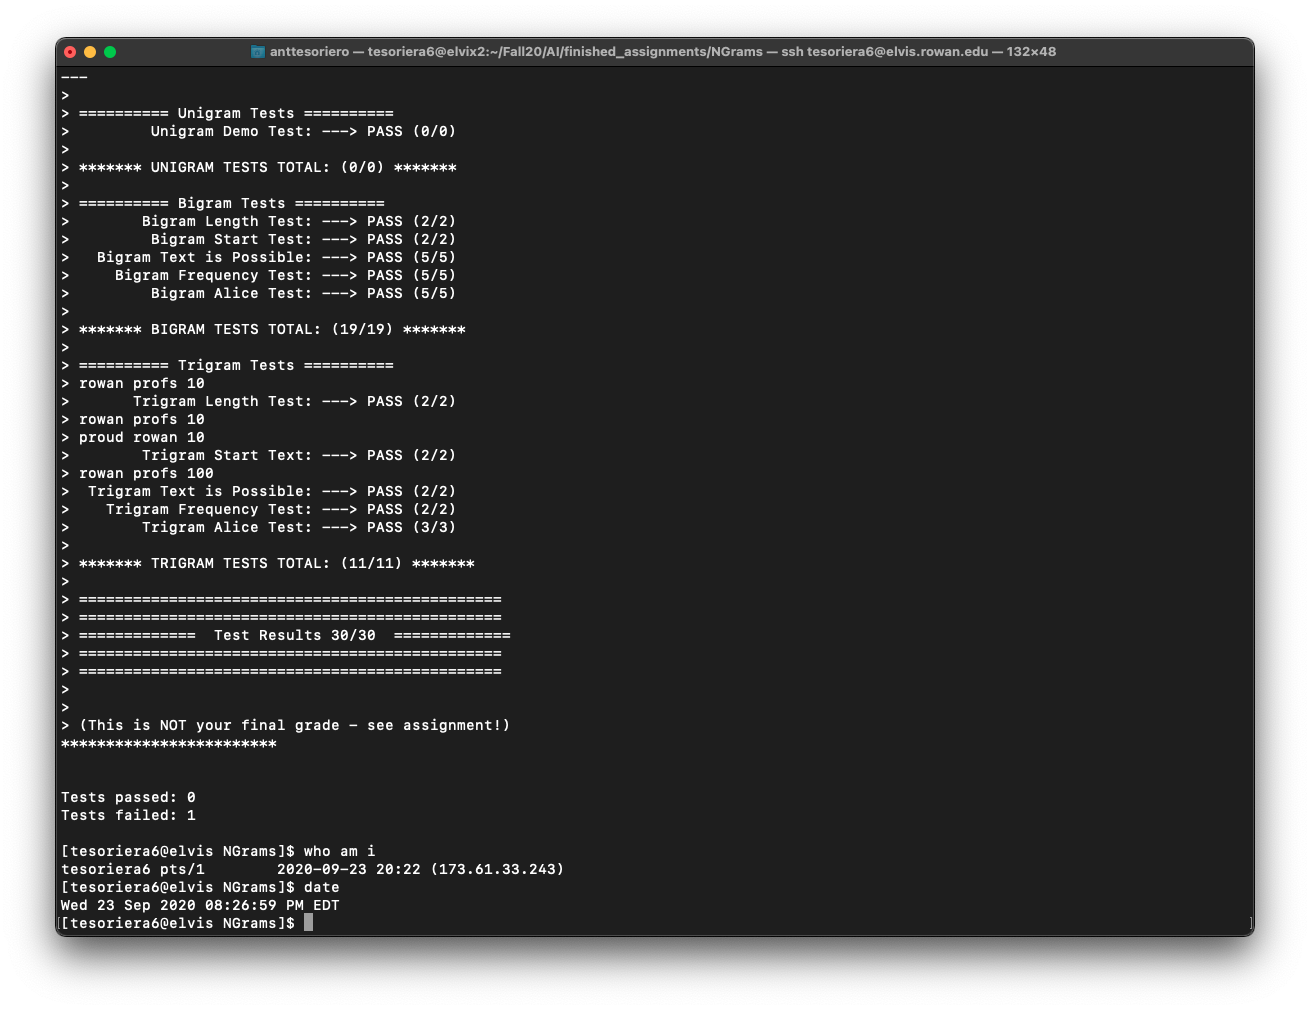 anttesoriero — tesoriera6@elvix2:~/Fall20/AI/finished_assignments/NGrams — ssh tesoriera6@elvis.rowan.edu — 132×48
---
>
> ========== Unigram Tests ==========
>         Unigram Demo Test: ---> PASS (0/0)
>
> ******* UNIGRAM TESTS TOTAL: (0/0) *******
>
> ========== Bigram Tests ==========
>        Bigram Length Test: ---> PASS (2/2)
>         Bigram Start Test: ---> PASS (2/2)
>   Bigram Text is Possible: ---> PASS (5/5)
>     Bigram Frequency Test: ---> PASS (5/5)
>         Bigram Alice Test: ---> PASS (5/5)
>
> ******* BIGRAM TESTS TOTAL: (19/19) *******
>
> ========== Trigram Tests ==========
> rowan profs 10
>       Trigram Length Test: ---> PASS (2/2)
> rowan profs 10
> proud rowan 10
>        Trigram Start Text: ---> PASS (2/2)
> rowan profs 100
>  Trigram Text is Possible: ---> PASS (2/2)
>    Trigram Frequency Test: ---> PASS (2/2)
>        Trigram Alice Test: ---> PASS (3/3)
>
> ******* TRIGRAM TESTS TOTAL: (11/11) *******
>
> ===============================================
> ===============================================
> =============  Test Results 30/30  =============
> ===============================================
> ===============================================
>
>
> (This is NOT your final grade - see assignment!)
************************
Tests passed: 0
Tests failed: 1
[tesoriera6@elvis NGrams]$ who am i
tesoriera6 pts/1        2020-09-23 20:22 (173.61.33.243)
[tesoriera6@elvis NGrams]$ date
Wed 23 Sep 2020 08:26:59 PM EDT
[[tesoriera6@elvis NGrams]$ ]